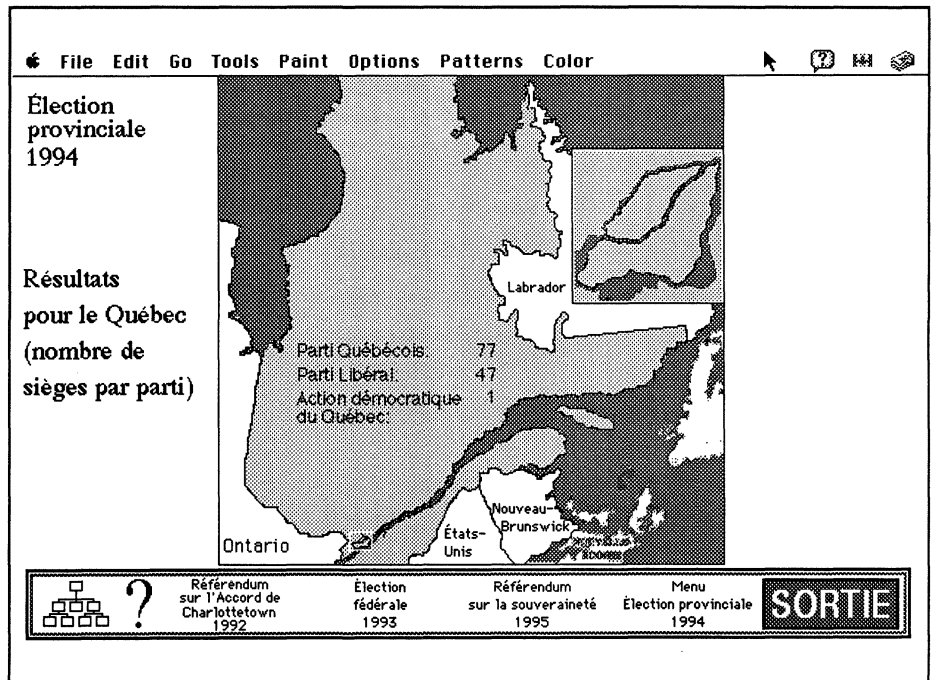 File Edit Go Tools Paint Options Patterns Color
Élection
provinciale
1994
Résultats
pour le Québec
(nombre de
sièges par parti)
Labrador
Parti Québécois: 77
Parti Libéral: 47
Action démocratique 1
du Québec:
Nouveau-
Brunswick
États-
Unis
Ontario
?
Référendum
sur l'Accord de
Charlottetown
1992
Élection
fédérale
1993
Référendum
sur la souveraineté
1995
Menu
Élection provinciale
1994
SORTIE